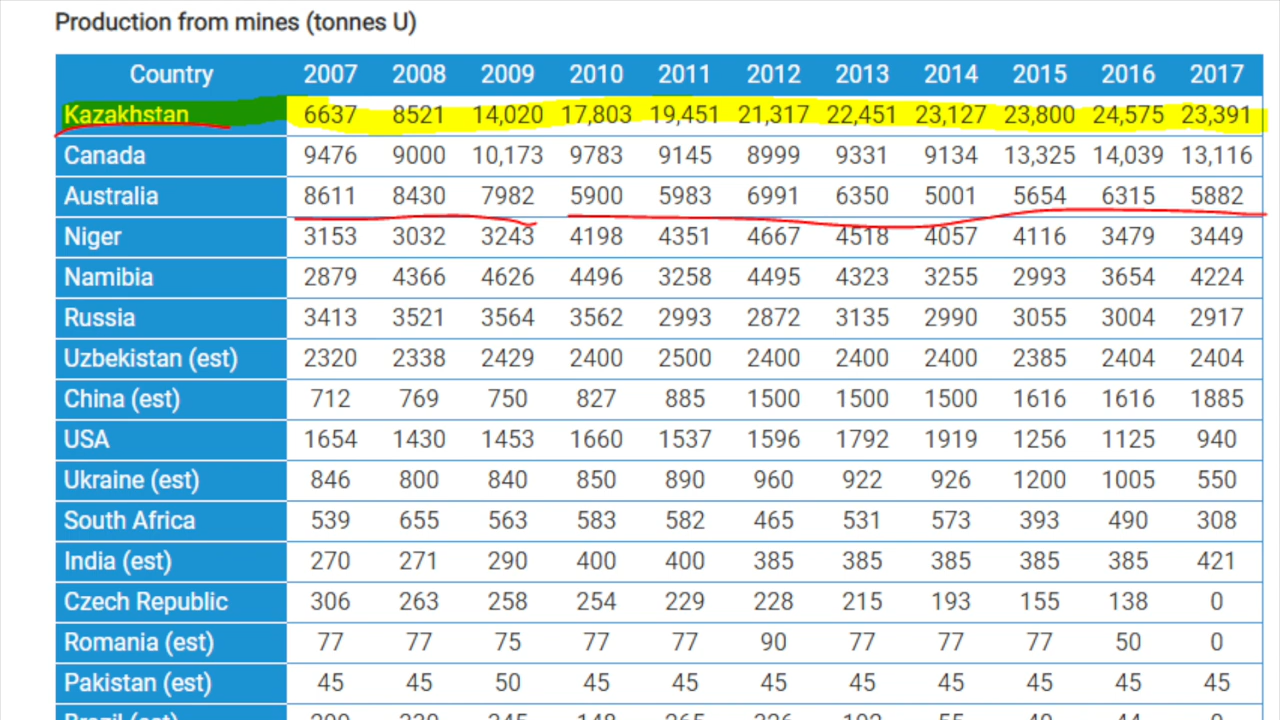 Production from mines (tonnes U)
Country 2007 2008 2009 2010 2011 2012 2013 2014 2015 2016 2017
Kazakhstan 6637 8521 14,020 17,803 19,451 21,317 22,451 23,127 23,800 24,575 23,391
Canada 9476 9000 10,173 9783 9145 8999 9331 9134 13,325 14,039 13,116
Australia 8611 8430 7982 5900 5983 6991 6350 5001 5654 6315 5882
Niger 3153 3032 3243 4198 4351 4667 4518 4057 4116 3479 3449
Namibia 2879 4366 4626 4496 3258 4495 4323 3255 2993 3654 4224
Russia 3413 3521 3564 3562 2993 2872 3135 2990 3055 3004 2917
Uzbekistan (est) 2320 2338 2429 2400 2500 2400 2400 2400 2385 2404 2404
China (est) 712 769 750 827 885 1500 1500 1500 1616 1616 1885
USA 1654 1430 1453 1660 1537 1596 1792 1919 1256 1125 940
Ukraine (est) 846 800 840 850 890 960 922 926 1200 1005 550
South Africa 539 655 563 583 582 465 531 573 393 490 308
India (est) 270 271 290 400 400 385 385 385 385 385 421
Czech Republic 306 263 258 254 229 228 215 193 155 138 0
Romania (est) 77 77 75 77 77 90 77 77 77 50 0
Pakistan (est) 45 45 50 45 45 45 45 45 45 45 45
Brazil (est)